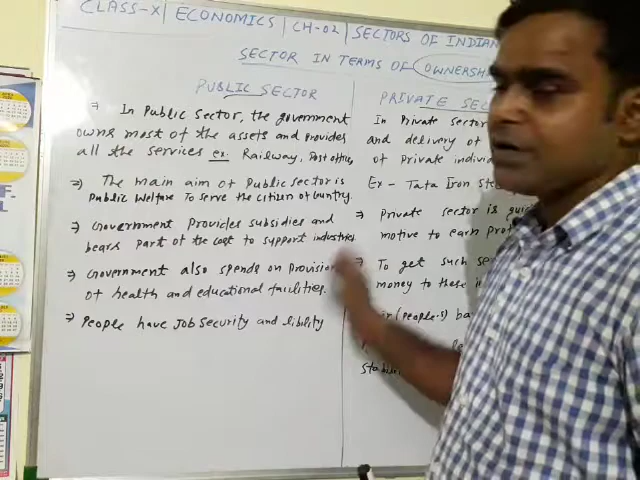 CLASS-X| ECONOMICS | CH-02 | SECTORS OF INDIAN
SECTOR IN TERMS OF OWNERSH
PUBLIC SECTOR
⇒ In Public Sector, the government
owns most of the assets and provides
all the services ex: Railway, Post office
⇒ The main aim of Public sector is
Public Welfare To serve the citizen of country.
⇒ Government Provides subsidies and
bears part of the cost to support industries
⇒ Government also spends on provision
of health and educational facilities.
⇒ People have Job Security and
PRIVATE SEC
In Private sector
and delivery of
of private individ
Ex - Tata Iron Ste
⇒ Private sector is gui
motive to earn prof
⇒ To get such se
money to these
ir (People's) ba